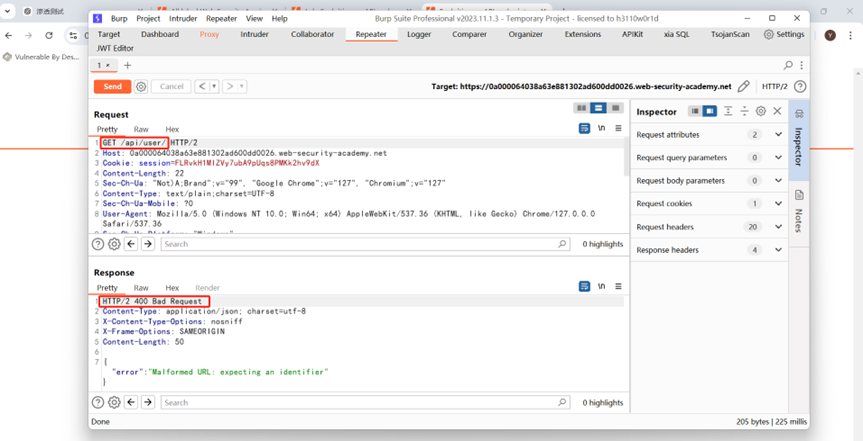 渗透测试
Vulnerable By Des...
Burp Project Intruder Repeater View Help
Burp Suite Professional v2023.11.1.3 - Temporary Project - licensed to h3110w0r1d
Target Dashboard Proxy Intruder Collaborator Repeater Logger Comparer Organizer Extensions APIKit xia SQL TsojanScan Settings
JWT Editor
1 × +
Send Cancel < >
Target: https://0a000064038a63e881302ad600dd0026.web-security-academy.net HTTP/2
Request
Pretty Raw Hex
\n
1 GET /api/user/ HTTP/2
2 Host: 0a000064038a63e881302ad600dd0026.web-security-academy.net
3 Cookie: session=FLRvkH1MIZVy7ubA9pUqs8PMKk2hv9dX
4 Content-Length: 22
5 Sec-Ch-Ua: "Not)A;Brand";v="99", "Google Chrome";v="127", "Chromium";v="127"
6 Content-Type: text/plain;charset=UTF-8
7 Sec-Ch-Ua-Mobile: ?0
8 User-Agent: Mozilla/5.0 (Windows NT 10.0; Win64; x64) AppleWebKit/537.36 (KHTML, like Gecko) Chrome/127.0.0.0
Safari/537.36
Search 0 highlights
Response
Pretty Raw Hex Render
\n
1 HTTP/2 400 Bad Request
2 Content-Type: application/json; charset=utf-8
3 X-Content-Type-Options: nosniff
4 X-Frame-Options: SAMEORIGIN
5 Content-Length: 50
6
7 {
"error":"Malformed URL: expecting an identifier"
}
Search 0 highlights
Inspector
Request attributes 2
Request query parameters 0
Request body parameters 0
Request cookies 1
Request headers 20
Response headers 4
Inspector
Notes
Done
205 bytes | 225 millis